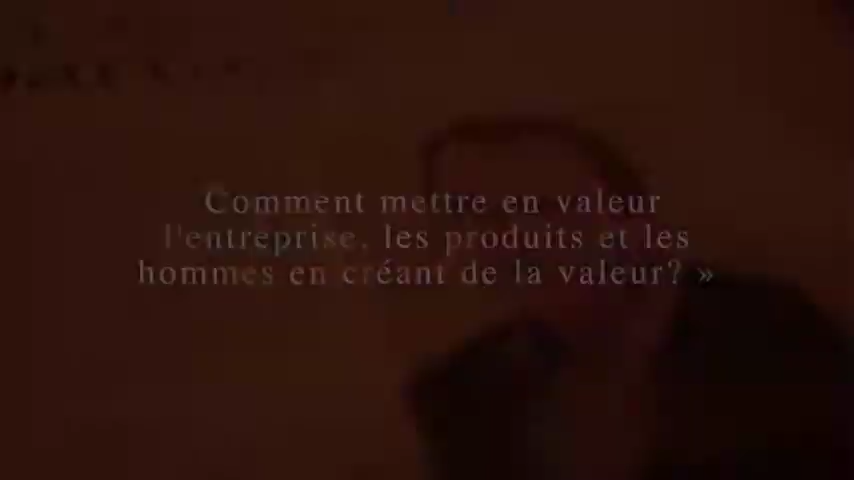 Comment mettre en valeur
l'entreprise, les produits et les
hommes en créant de la valeur? »